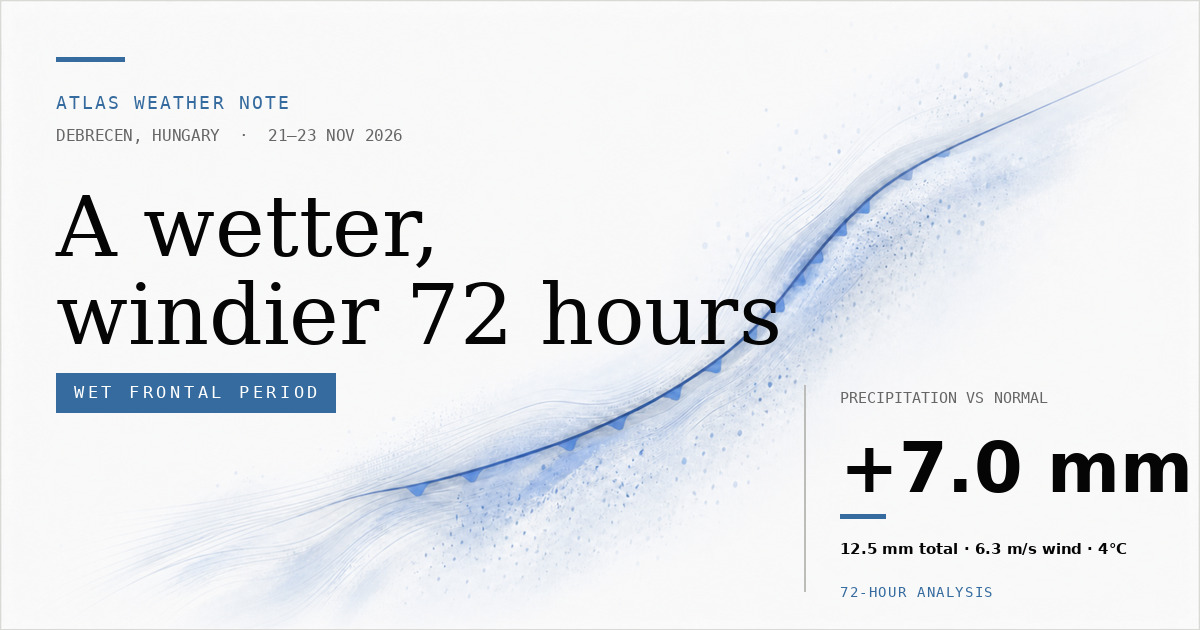 ATLAS WEATHER NOTE
DEBRECEN, HUNGARY · 21–23 NOV 2026
A wetter,
windier 72 hours
WET FRONTAL PERIOD
PRECIPITATION VS NORMAL
+7.0 mm
12.5 mm total · 6.3 m/s wind · 4°C
72-HOUR ANALYSIS